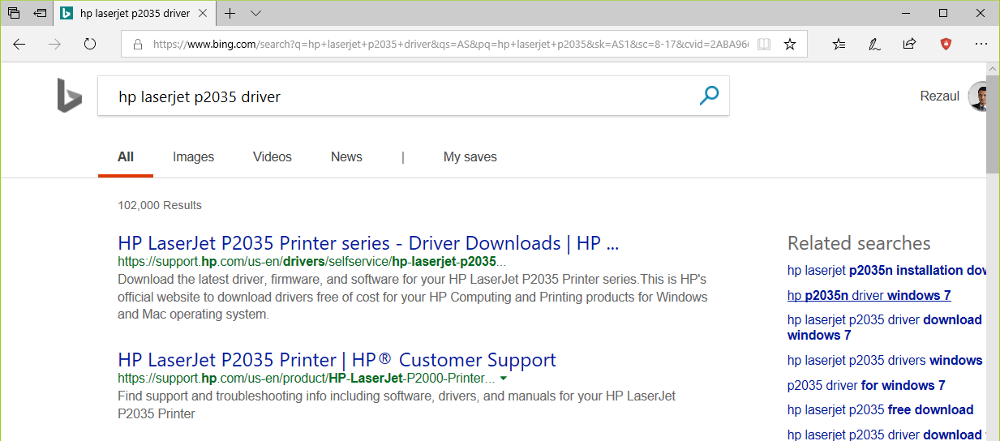 hp laserjet p2035 driver
https://www.bing.com/search?q=hp+laserjet+p2035+driver&qs=AS&pq=hp+laserjet+p2035&sk=AS1&sc=8-17&cvid=2ABA96
hp laserjet p2035 driver
Rezaul
All Images Videos News | My saves
102,000 Results
HP LaserJet P2035 Printer series - Driver Downloads | HP ...
https://support.hp.com/us-en/drivers/selfservice/hp-laserjet-p2035...
Download the latest driver, firmware, and software for your HP LaserJet P2035 Printer series.This is HP's
official website to download drivers free of cost for your HP Computing and Printing products for Windows
and Mac operating system.
HP LaserJet P2035 Printer | HP® Customer Support
https://support.hp.com/us-en/product/HP-LaserJet-P2000-Printer...
Find support and troubleshooting info including software, drivers, and manuals for your HP LaserJet
P2035 Printer
Related searches
hp laserjet p2035n installation dow
hp p2035n driver windows 7
hp laserjet p2035 driver download
windows 7
hp laserjet p2035 drivers windows
p2035 driver for windows 7
hp laserjet p2035 free download
hp laserjet p2035 driver download